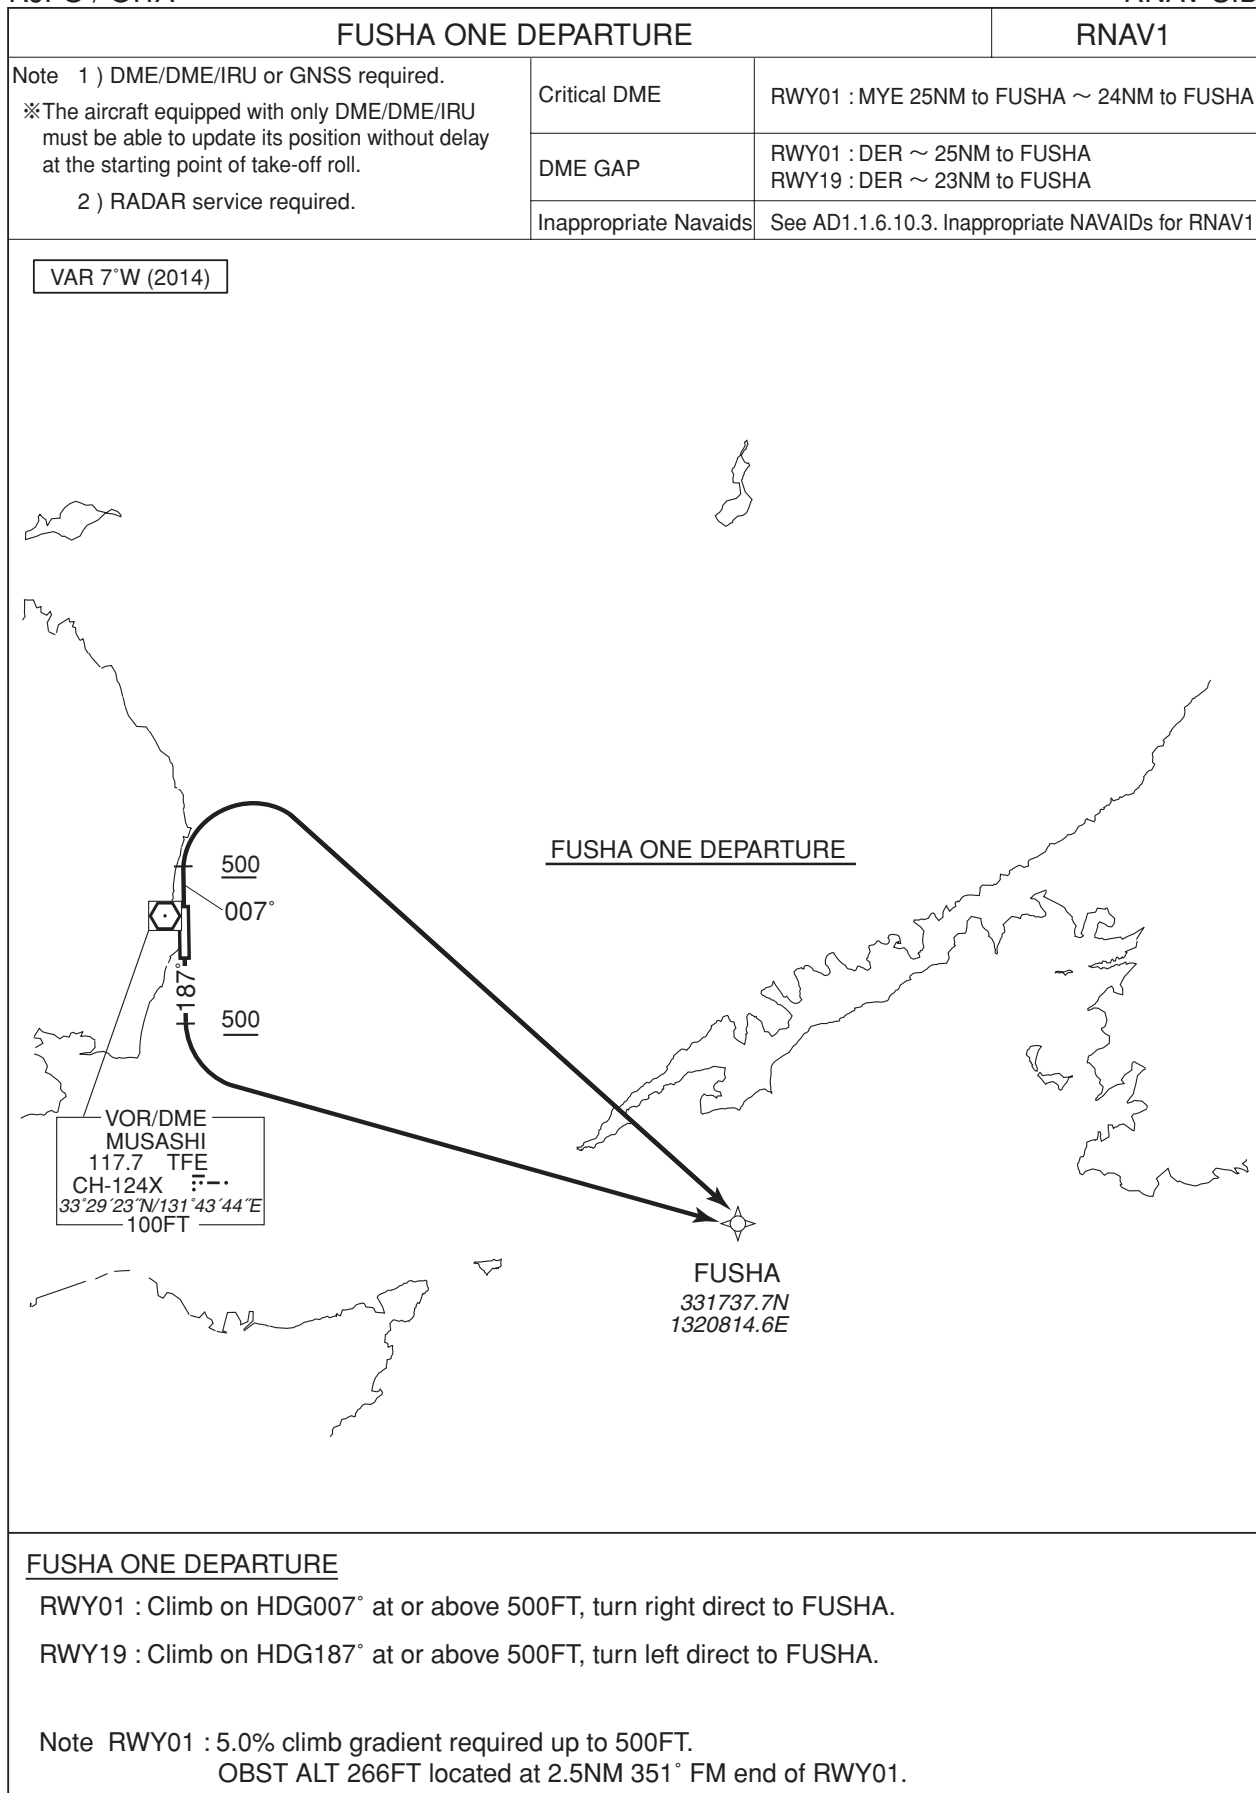 FUSHA ONE DEPARTURE
RNAV1
Note 1 ) DME/DME/IRU or GNSS required.
※The aircraft equipped with only DME/DME/IRU
must be able to update its position without delay
at the starting point of take-off roll.
2 ) RADAR service required.
Critical DME
RWY01 : MYE 25NM to FUSHA ～ 24NM to FUSHA
DME GAP
RWY01 : DER ～ 25NM to FUSHA
RWY19 : DER ～ 23NM to FUSHA
Inappropriate Navaids
See AD1.1.6.10.3. Inappropriate NAVAIDs for RNAV1
VAR 7°W (2014)
FUSHA ONE DEPARTURE
500
007°
187°
500
VOR/DME
MUSASHI
117.7 TFE
CH-124X
33°29´23˝N/131°43´44˝E
100FT
FUSHA
331737.7N
1320814.6E
FUSHA ONE DEPARTURE
RWY01 : Climb on HDG007° at or above 500FT, turn right direct to FUSHA.
RWY19 : Climb on HDG187° at or above 500FT, turn left direct to FUSHA.
Note RWY01 : 5.0% climb gradient required up to 500FT.
OBST ALT 266FT located at 2.5NM 351° FM end of RWY01.